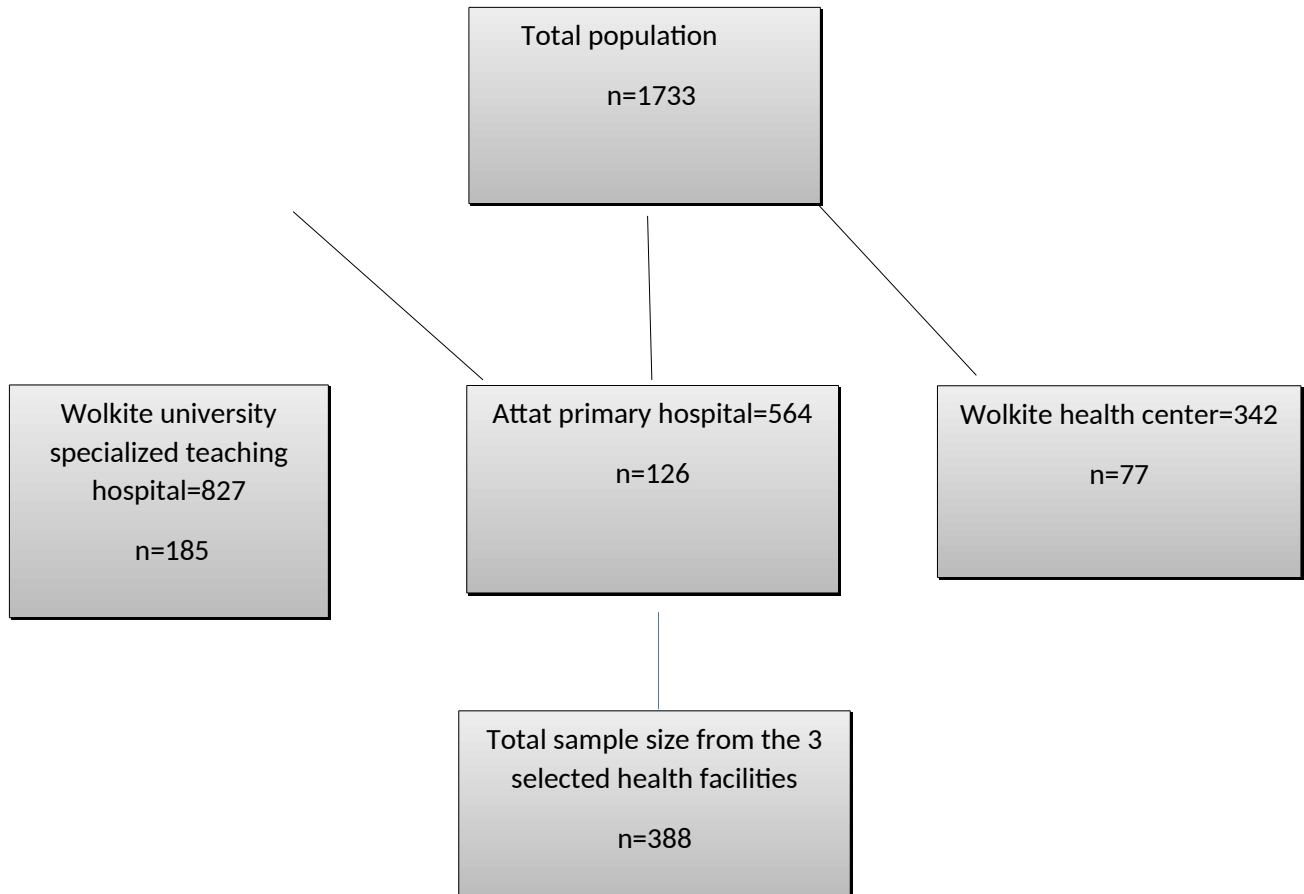 Total population
n=1733
Wolkite university
specialized teaching
hospital=827
n=185
Attat primary hospital=564
n=126
Wolkite health center=342
n=77
Total sample size from the 3
selected health facilities
n=388